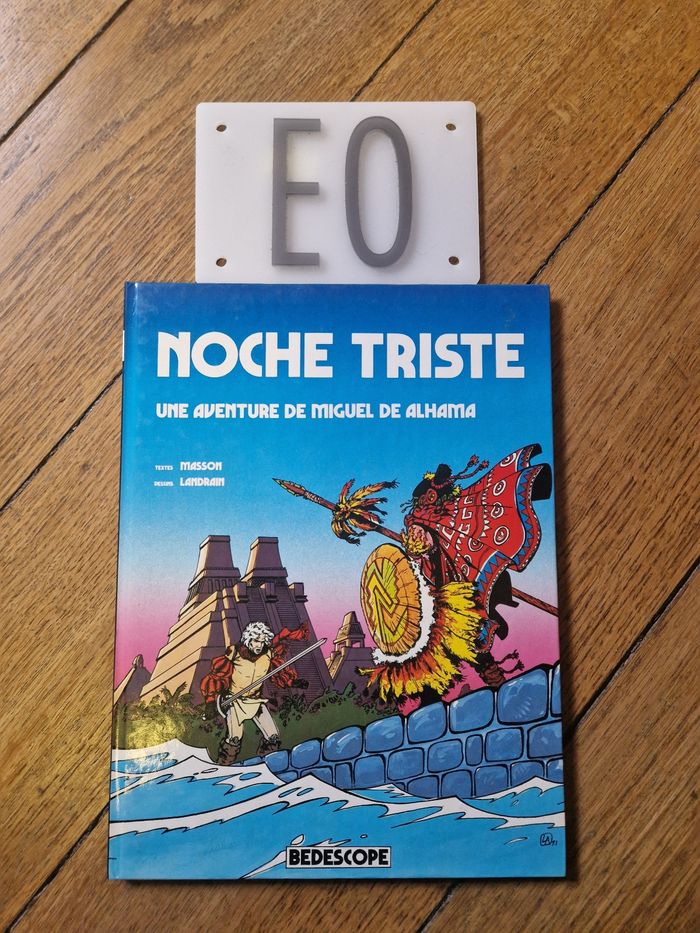 EO
NOCHE TRISTE
UNE AVENTURE DE MIGUEL DE ALHAMA
TEXTES MASSON
DESSINS LANDRAIN
BEDESCOPE